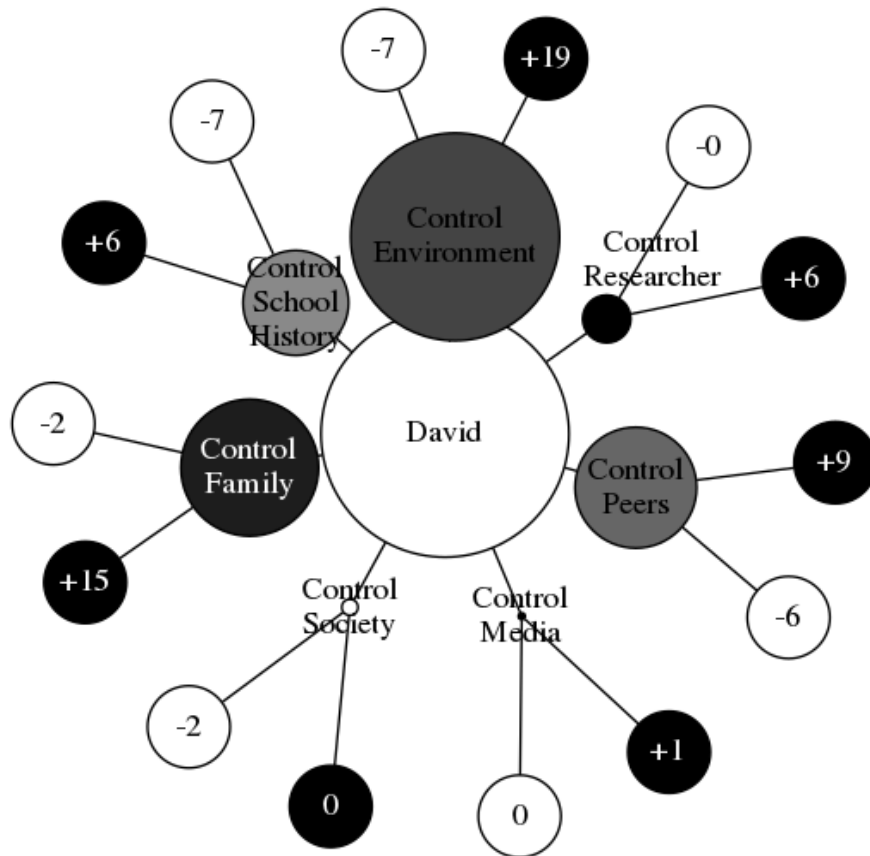 -7
+19
-7
-0
+6
Control
Environment
Control
Researcher
+6
Control
School
History
-2
Control
Family
David
Control
Peers
+9
+15
Control
Society
Control
Media
-6
-2
0
0
+1